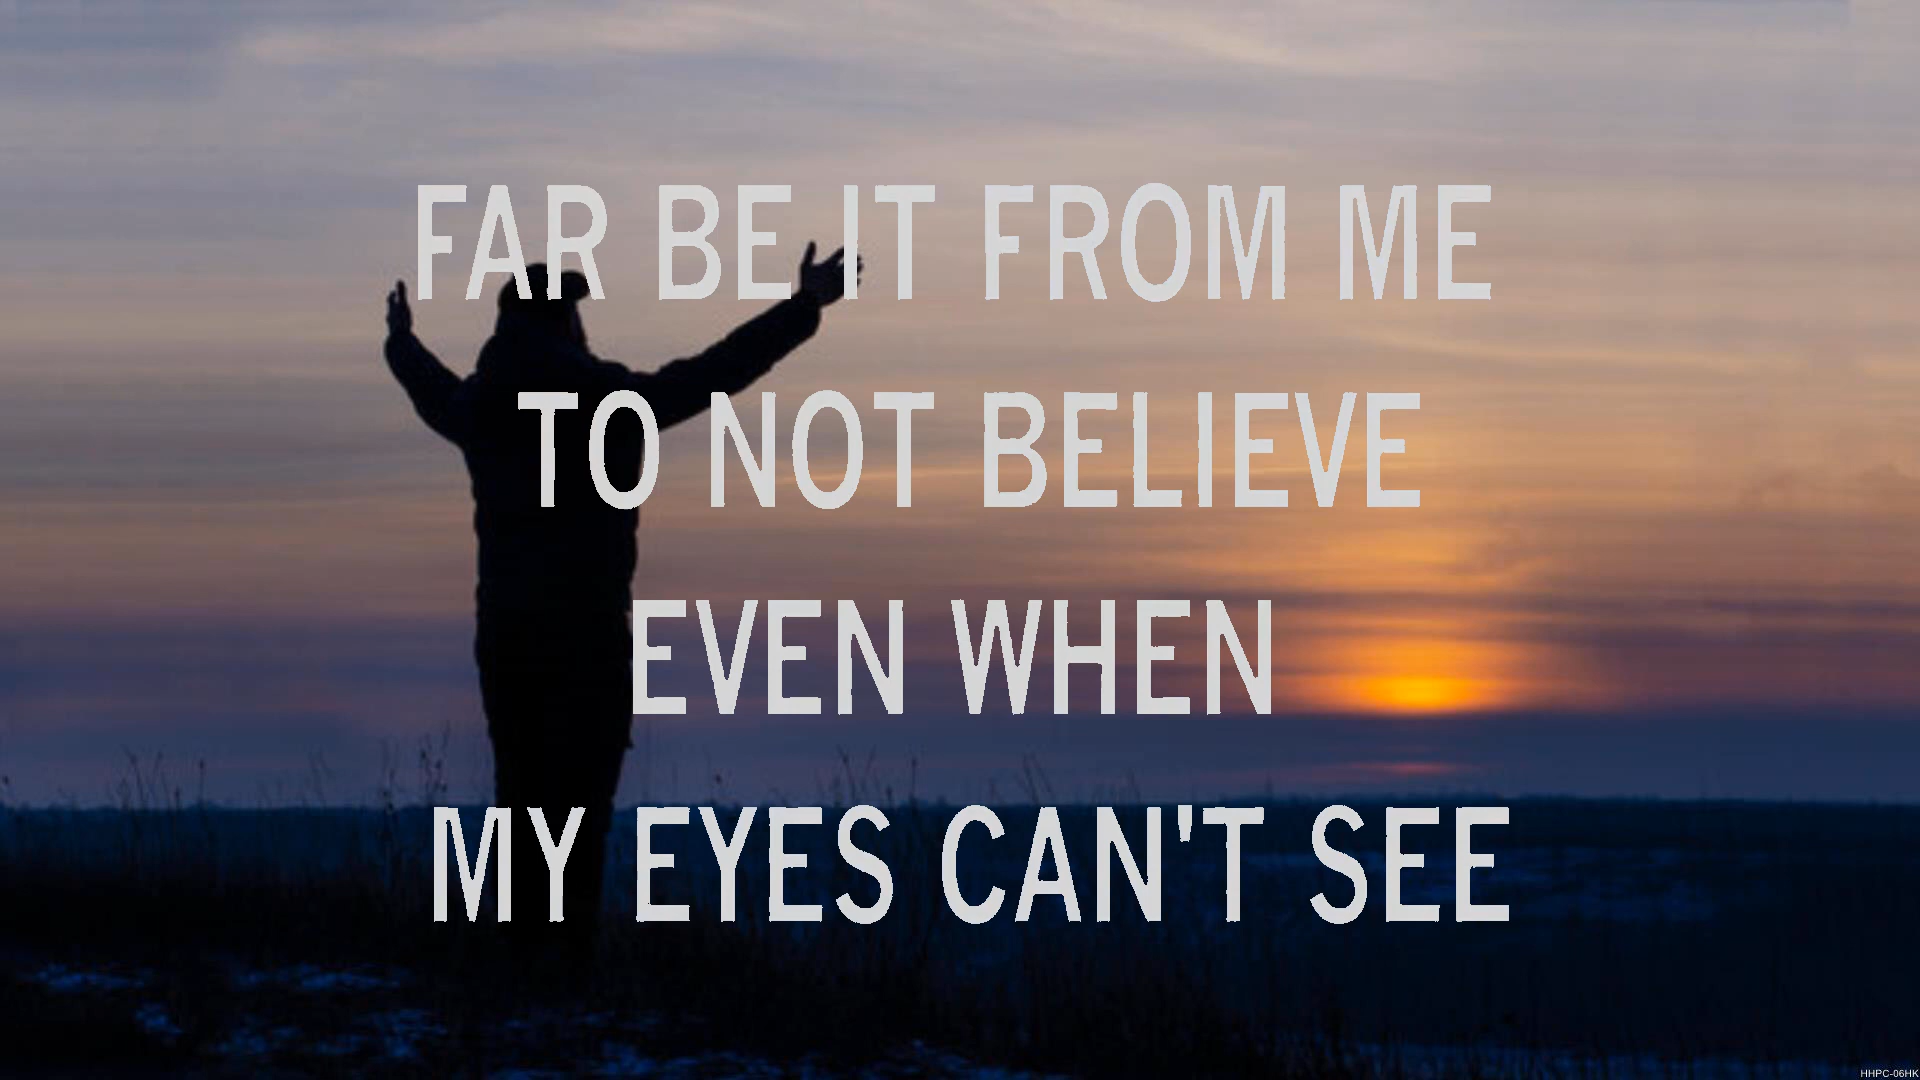 FAR BE IT FROM ME
TO NOT BELIEVE
EVEN WHEN
MY EYES CAN'T SEE
HHPC-06HK